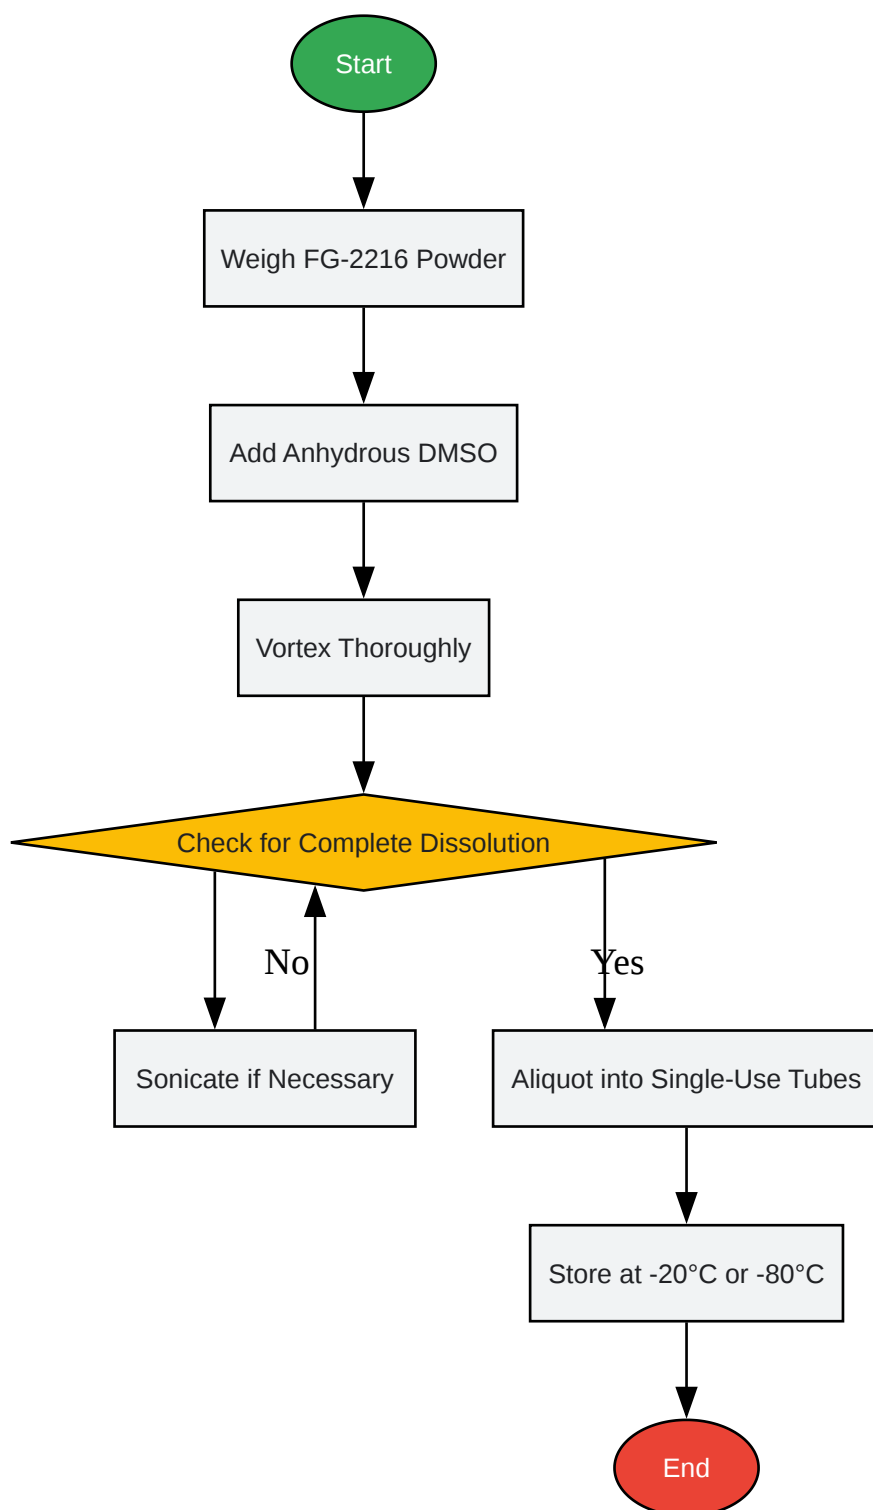 Start
Weigh FG-2216 Powder
Add Anhydrous DMSO
Vortex Thoroughly
Check for Complete Dissolution
No
Yes
Sonicate if Necessary
Aliquot into Single-Use Tubes
Store at -20°C or -80°C
End